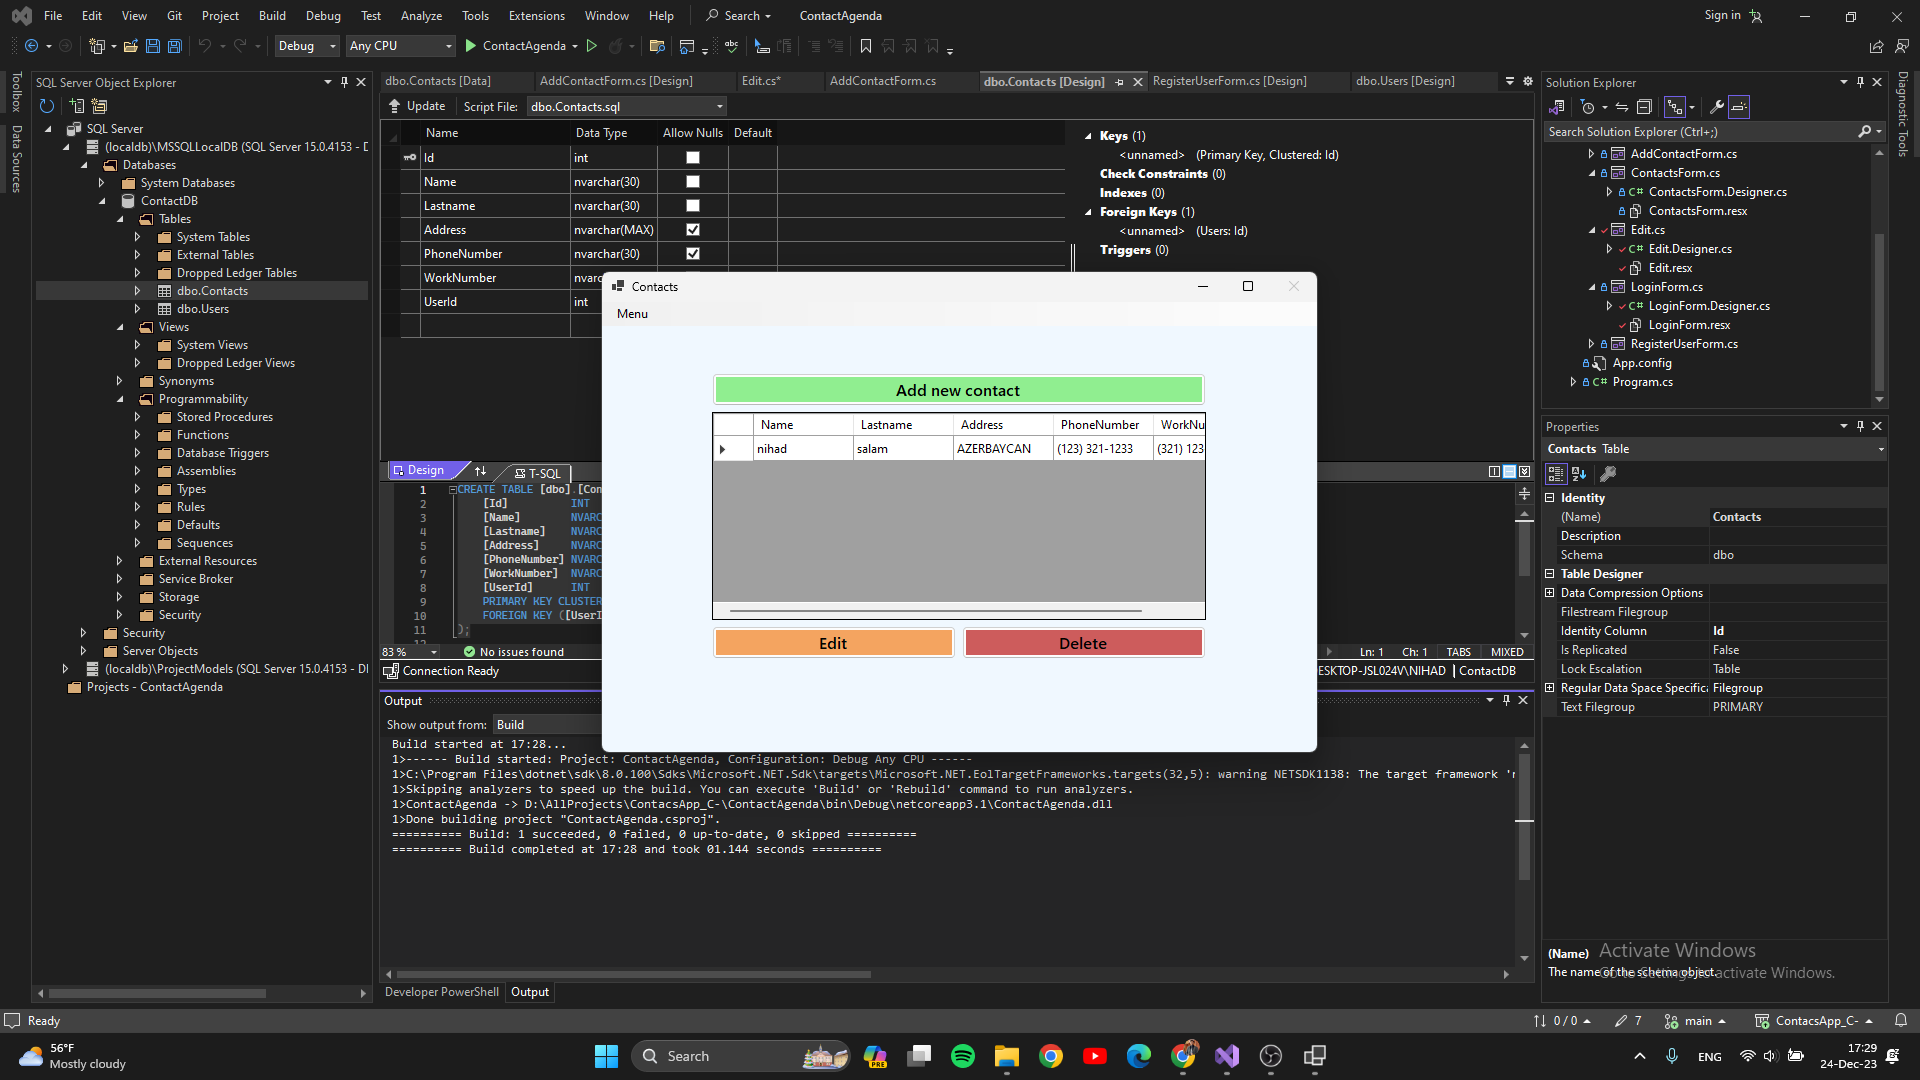 File Edit View Git Project Build Debug Test Analyze Tools Extensions Window Help Search ContactAgenda Sign in
Debug Any CPU ContactAgenda
Toolbox
Data Sources
SQL Server Object Explorer
SQL Server
(localdb)\MSSQLLocalDB (SQL Server 15.0.4153 - D
Databases
System Databases
ContactDB
Tables
System Tables
External Tables
Dropped Ledger Tables
dbo.Contacts
dbo.Users
Views
System Views
Dropped Ledger Views
Synonyms
Programmability
Stored Procedures
Functions
Database Triggers
Assemblies
Types
Rules
Defaults
Sequences
External Resources
Service Broker
Storage
Security
Security
Server Objects
(localdb)\ProjectModels (SQL Server 15.0.4153 - DI
Projects - ContactAgenda
dbo.Contacts [Data] AddContactForm.cs [Design] Edit.cs* AddContactForm.cs dbo.Contacts [Design] RegisterUserForm.cs [Design] dbo.Users [Design]
Update Script File: dbo.Contacts.sql
Name Data Type Allow Nulls Default
Id int
Name nvarchar(30)
Lastname nvarchar(30)
Address nvarchar(MAX)
PhoneNumber nvarchar(30)
WorkNumber nvarc
UserId int
Keys (1)
<unnamed> (Primary Key, Clustered: Id)
Check Constraints (0)
Indexes (0)
Foreign Keys (1)
<unnamed> (Users: Id)
Triggers (0)
Contacts
Menu
Add new contact
Name Lastname Address PhoneNumber WorkNu
nihad salam AZERBAYCAN (123) 321-1233 (321) 123
Edit Delete
Design T-SQL
1 CREATE TABLE [dbo].[Con
2 [Id] INT
3 [Name] NVARC
4 [Lastname] NVARC
5 [Address] NVARC
6 [PhoneNumber] NVARC
7 [WorkNumber] NVARC
8 [UserId] INT
9 PRIMARY KEY CLUSTER
10 FOREIGN KEY ([UserI
11 );
83 % No issues found Ln: 1 Ch: 1 TABS MIXED
Connection Ready ESKTOP-JSL024V\NIHAD ContactDB
Output
Show output from: Build
Build started at 17:28...
1>------ Build started: Project: ContactAgenda, Configuration: Debug Any CPU ------
1>C:\Program Files\dotnet\sdk\8.0.100\Sdks\Microsoft.NET.Sdk\targets\Microsoft.NET.EolTargetFrameworks.targets(32,5): warning NETSDK1138: The target framework 'r
1>Skipping analyzers to speed up the build. You can execute 'Build' or 'Rebuild' command to run analyzers.
1>ContactAgenda -> D:\AllProjects\ContacsApp_C-\ContactAgenda\bin\Debug\netcoreapp3.1\ContactAgenda.dll
1>Done building project "ContactAgenda.csproj".
========== Build: 1 succeeded, 0 failed, 0 up-to-date, 0 skipped ==========
========== Build completed at 17:28 and took 01.144 seconds ==========
Developer PowerShell Output
Solution Explorer
Search Solution Explorer (Ctrl+;)
AddContactForm.cs
ContactsForm.cs
C# ContactsForm.Designer.cs
ContactsForm.resx
Edit.cs
C# Edit.Designer.cs
Edit.resx
LoginForm.cs
C# LoginForm.Designer.cs
LoginForm.resx
RegisterUserForm.cs
App.config
C# Program.cs
Diagnostic Tools
Properties
Contacts Table
Identity
(Name) Contacts
Description
Schema dbo
Table Designer
Data Compression Options
Filestream Filegroup
Identity Column Id
Is Replicated False
Lock Escalation Table
Regular Data Space Specifica Filegroup
Text Filegroup PRIMARY
(Name)
The name of the schema object.
Activate Windows
Go to Settings to activate Windows.
Ready 0 / 0 7 main ContacsApp_C-
56°F
Mostly cloudy
Search
PRE
ENG
17:29
24-Dec-23